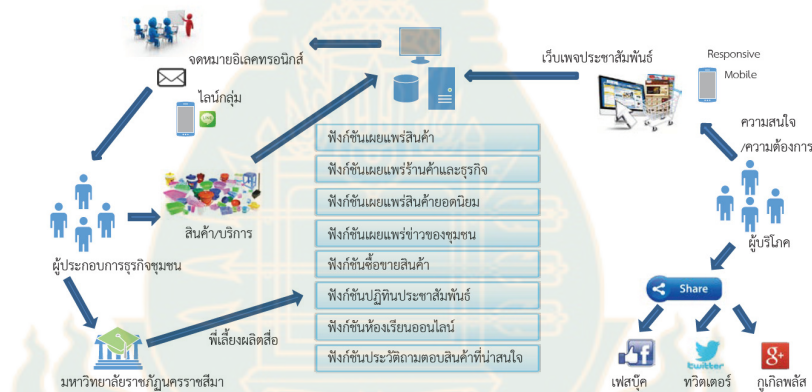 จดหมายอิเลคทรอนิกส์
ไลน์กลุ่ม
LINE
เว็บเพจประชาสัมพันธ์
Responsive
Mobile
ความสนใจ
/ความต้องการ
ฟังก์ชันเผยแพร่สินค้า
ฟังก์ชันเผยแพร่ร้านค้าและธุรกิจ
ฟังก์ชันเผยแพร่สินค้ายอดนิยม
ฟังก์ชันเผยแพร่ข่าวของชุมชน
ฟังก์ชันซื้อขายสินค้า
ฟังก์ชันปฏิทินประชาสัมพันธ์
ฟังก์ชันห้องเรียนออนไลน์
ฟังก์ชันประวัติถามตอบสินค้าที่น่าสนใจ
สินค้า/บริการ
ผู้ประกอบการธุรกิจชุมชน
ผู้บริโภค
Share
พี่เลี้ยงผลิตสื่อ
มหาวิทยาลัยราชภัฏนครราชสีมา
f
twitter
g+
เฟสบุ๊ค
ทวิตเตอร์
กูเกิลพลัส